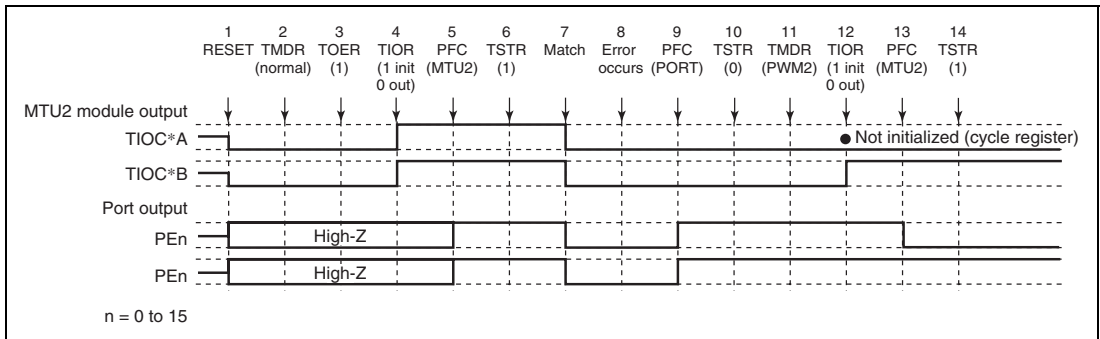 1 2 3 4 5 6 7 8 9 10 11 12 13 14
RESET TMDR TOER TIOR PFC TSTR Match Error PFC TSTR TMDR TIOR PFC TSTR
(normal) (1) (1 init (MTU2) (1) occurs (PORT) (0) (PWM2) (1 init (MTU2) (1)
0 out) 0 out)
MTU2 module output
TIOC*A
● Not initialized (cycle register)
TIOC*B
Port output
PEn High-Z
PEn High-Z
n = 0 to 15